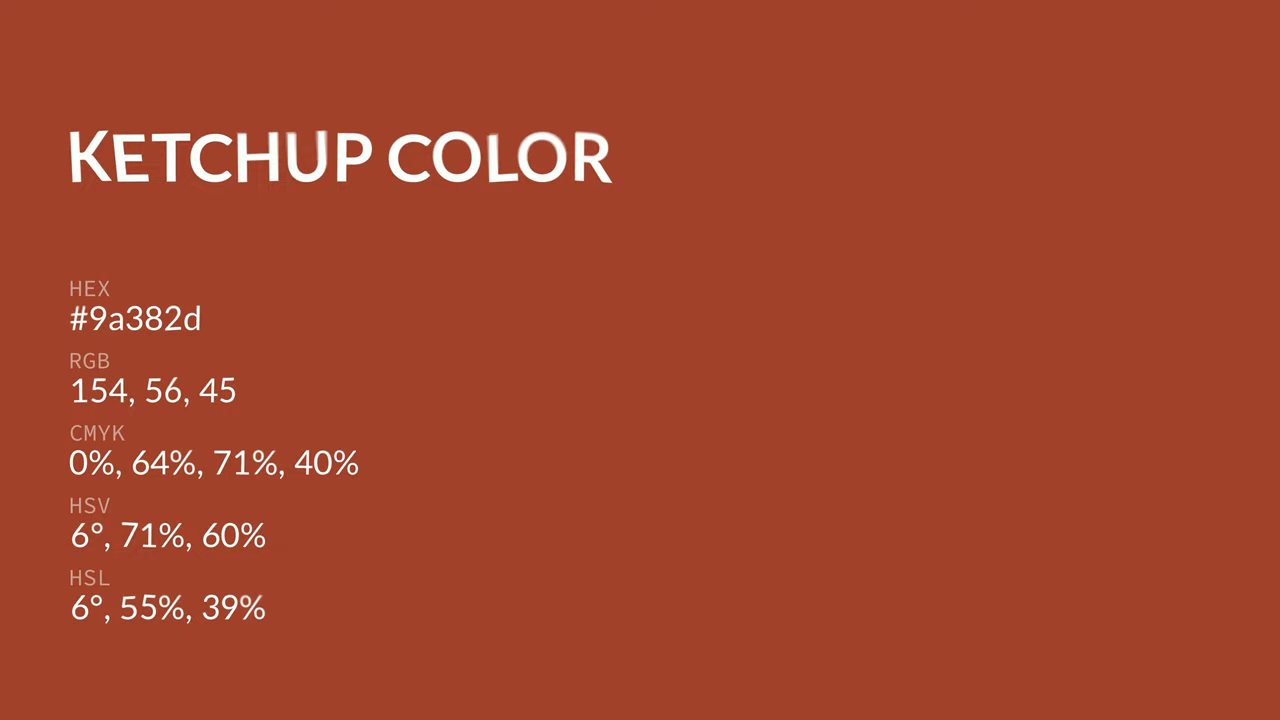 KETCHUP COLOR
HEX
#9a382d
RGB
154, 56, 45
CMYK
0%, 64%, 71%, 40%
HSV
6°, 71%, 60%
HSL
6°, 55%, 39%